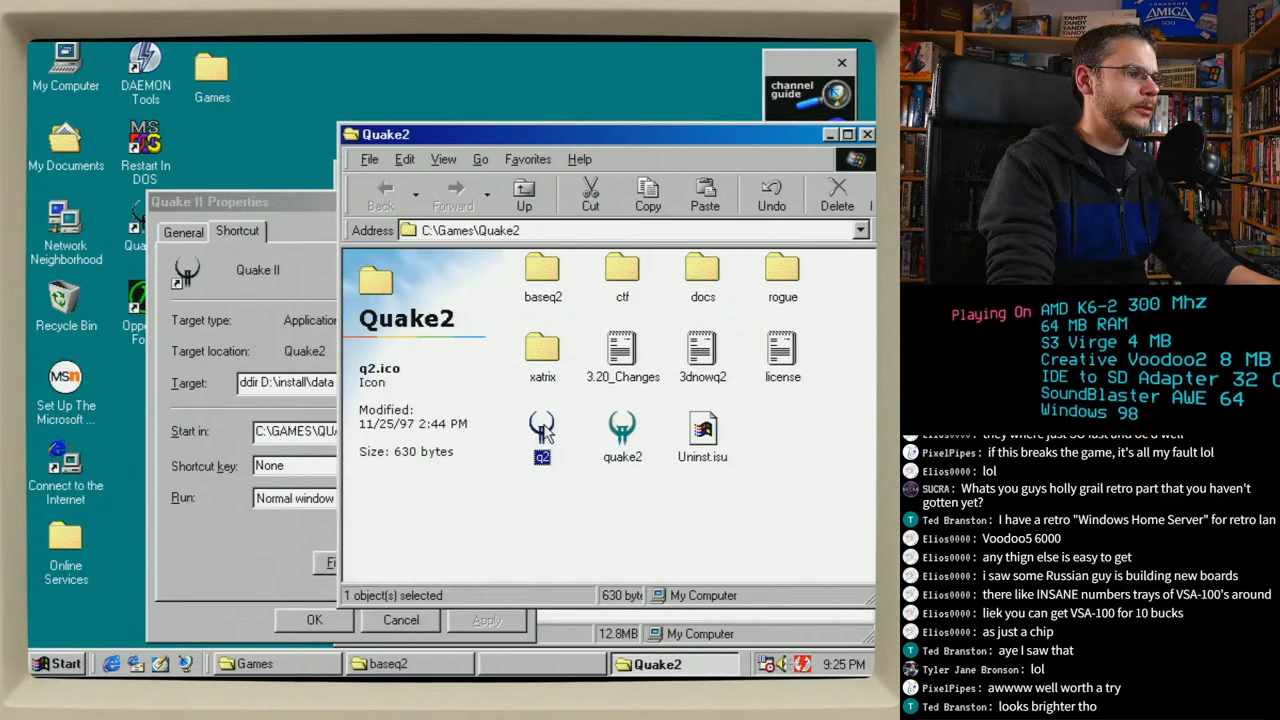 My Computer
DAEMON Tools
Games
My Documents
Restart In DOS
Network Neighborhood
Recycle Bin
Set Up The Microsoft ...
Connect to the Internet
Online Services
channel guide
Quake II Properties
General
Shortcut
Quake II
Target type:
Target location:
Quake2
Target:
ddir D:\install\data
Start in:
Shortcut key:
None
Run:
Normal window
OK
Cancel
Apply
12.8MB
My Computer
Quake2
File
Edit
View
Go
Favorites
Help
Back
Forward
Up
Cut
Copy
Paste
Undo
Delete
Address
C:\Games\Quake2
Quake2
q2.ico
Icon
Modified:
11/25/97 2:44 PM
Size: 630 bytes
baseq2
ctf
docs
rogue
xatrix
3.20_Changes
3dnowq2
license
q2
quake2
Uninst.isu
1 object(s) selected
My Computer
Start
Games
baseq2
Quake2
9:25 PM
TANDY
AMIGA
Playing On
AMD K6-2 300 Mhz
64 MB RAM
S3 Virge 4 MB
Creative Voodoo2 8 MB
IDE to SD Adapter 32
SoundBlaster AWE 64
Windows 98
PixelPipes: if this breaks the game, it's all my fault lol
Elios0000: lol
SUCRA: Whats you guys holly grail retro part that you haven't
gotten yet?
Ted Branston: I have a retro "Windows Home Server" for retro lan
Elios0000: Voodoo5 6000
Elios0000: any thign else is easy to get
Elios0000: i saw some Russian guy is building new boards
Elios0000: there like INSANE numbers trays of VSA-100's around
Elios0000: liek you can get VSA-100 for 10 bucks
Elios0000: as just a chip
Ted Branston: aye I saw that
Tyler Jane Bronson: lol
PixelPipes: awwww well worth a try
Ted Branston: looks brighter tho